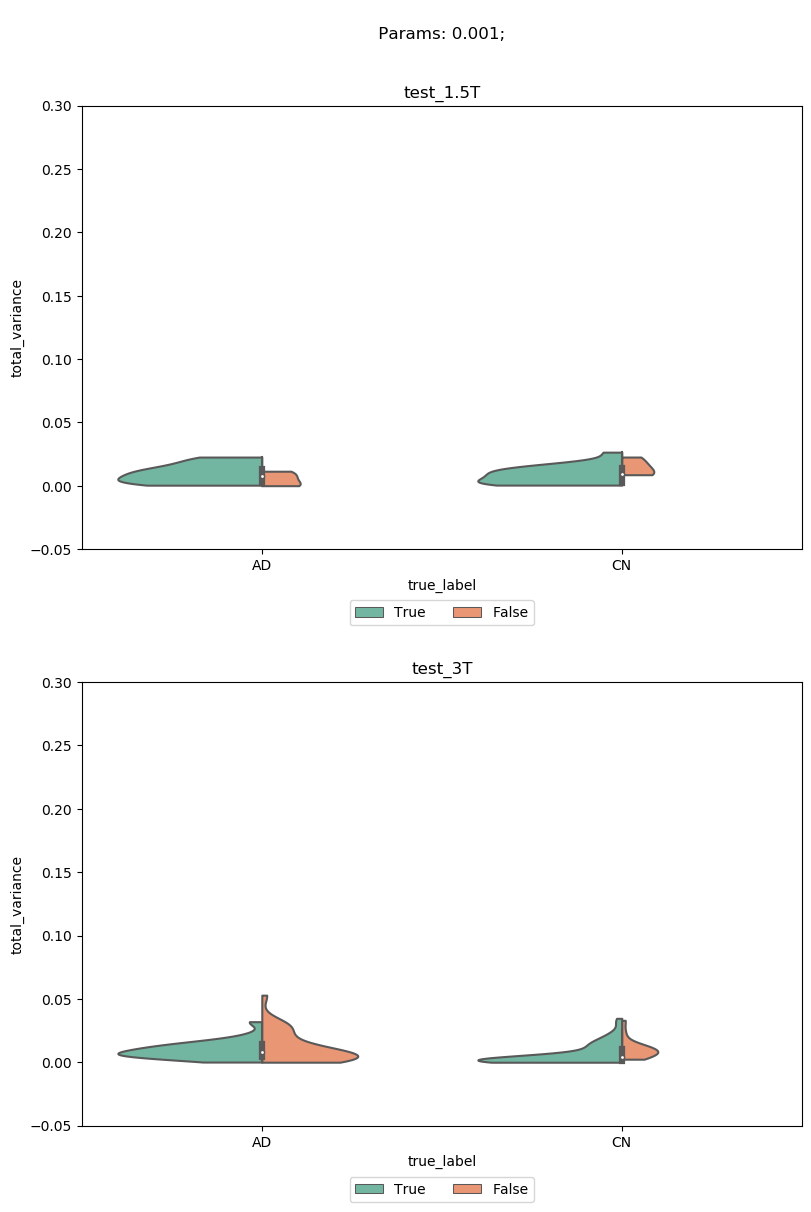 Params: 0.001;
test_1.5T
0.30
0.25
0.20
0.15
0.10
0.05
0.00
−0.05
total_variance
AD CN
true_label
True False
test_3T
0.30
0.25
0.20
0.15
0.10
0.05
0.00
−0.05
total_variance
AD CN
true_label
True False